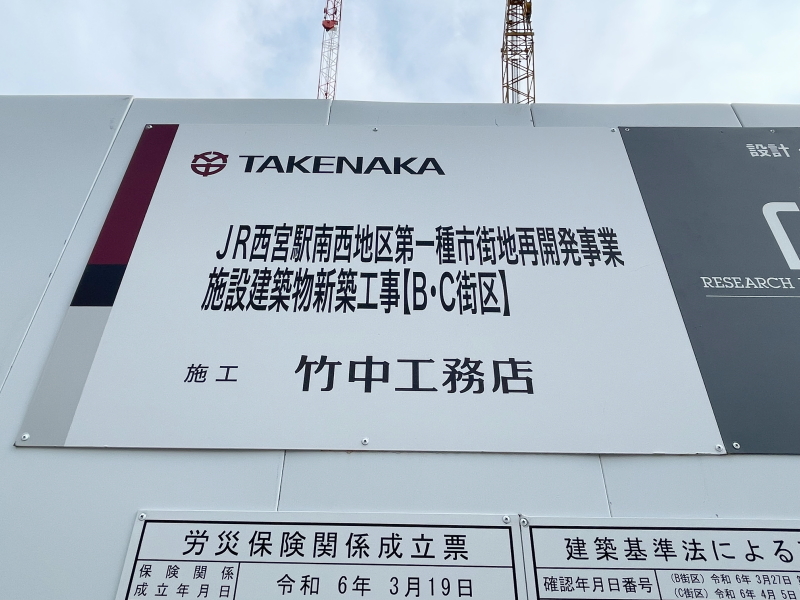 TAKENAKA
JR西宮駅南西地区第一種市街地再開発事業
施設建築物新築工事【B・C街区】
施工 竹中工務店
設計
RESEARCH
労災保険関係成立票
保険関係
成立年月日
令和 6年 3月19日
建築基準法による
確認年月日番号
(B街区) 令和 6年 3月27日
(C街区) 令和 6年 4月 5日